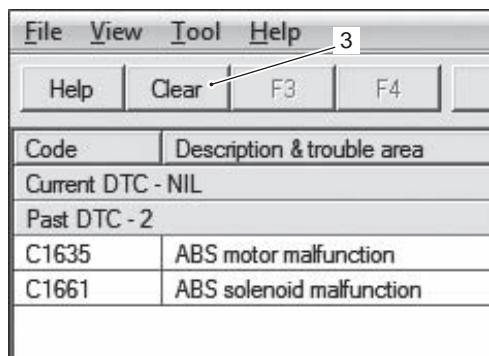 File View Tool Help
3
Help Clear F3 F4
Code Description & trouble area
Current DTC - NIL
Past DTC - 2
C1635 ABS motor malfunction
C1661 ABS solenoid malfunction